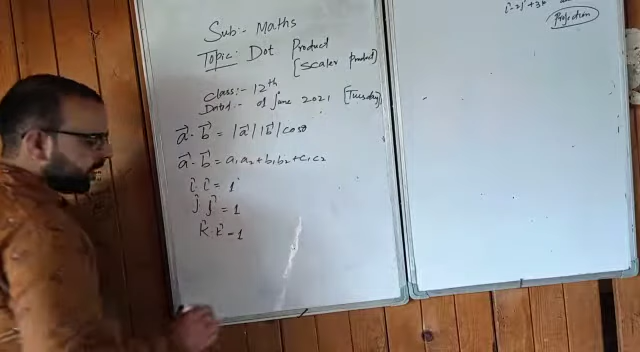 Sub:- Maths
Topic: Dot Product
[Scaler Product]
Class:- 12th
Dated:- 01 June 2021 [Tuesday]
a⃗ · b⃗ = |a⃗| |b⃗| cosθ
a⃗ · b⃗ = a₁a₂ + b₁b₂ + c₁c₂
î · î = 1
ĵ · ĵ = 1
k̂ · k̂ = 1
Projection